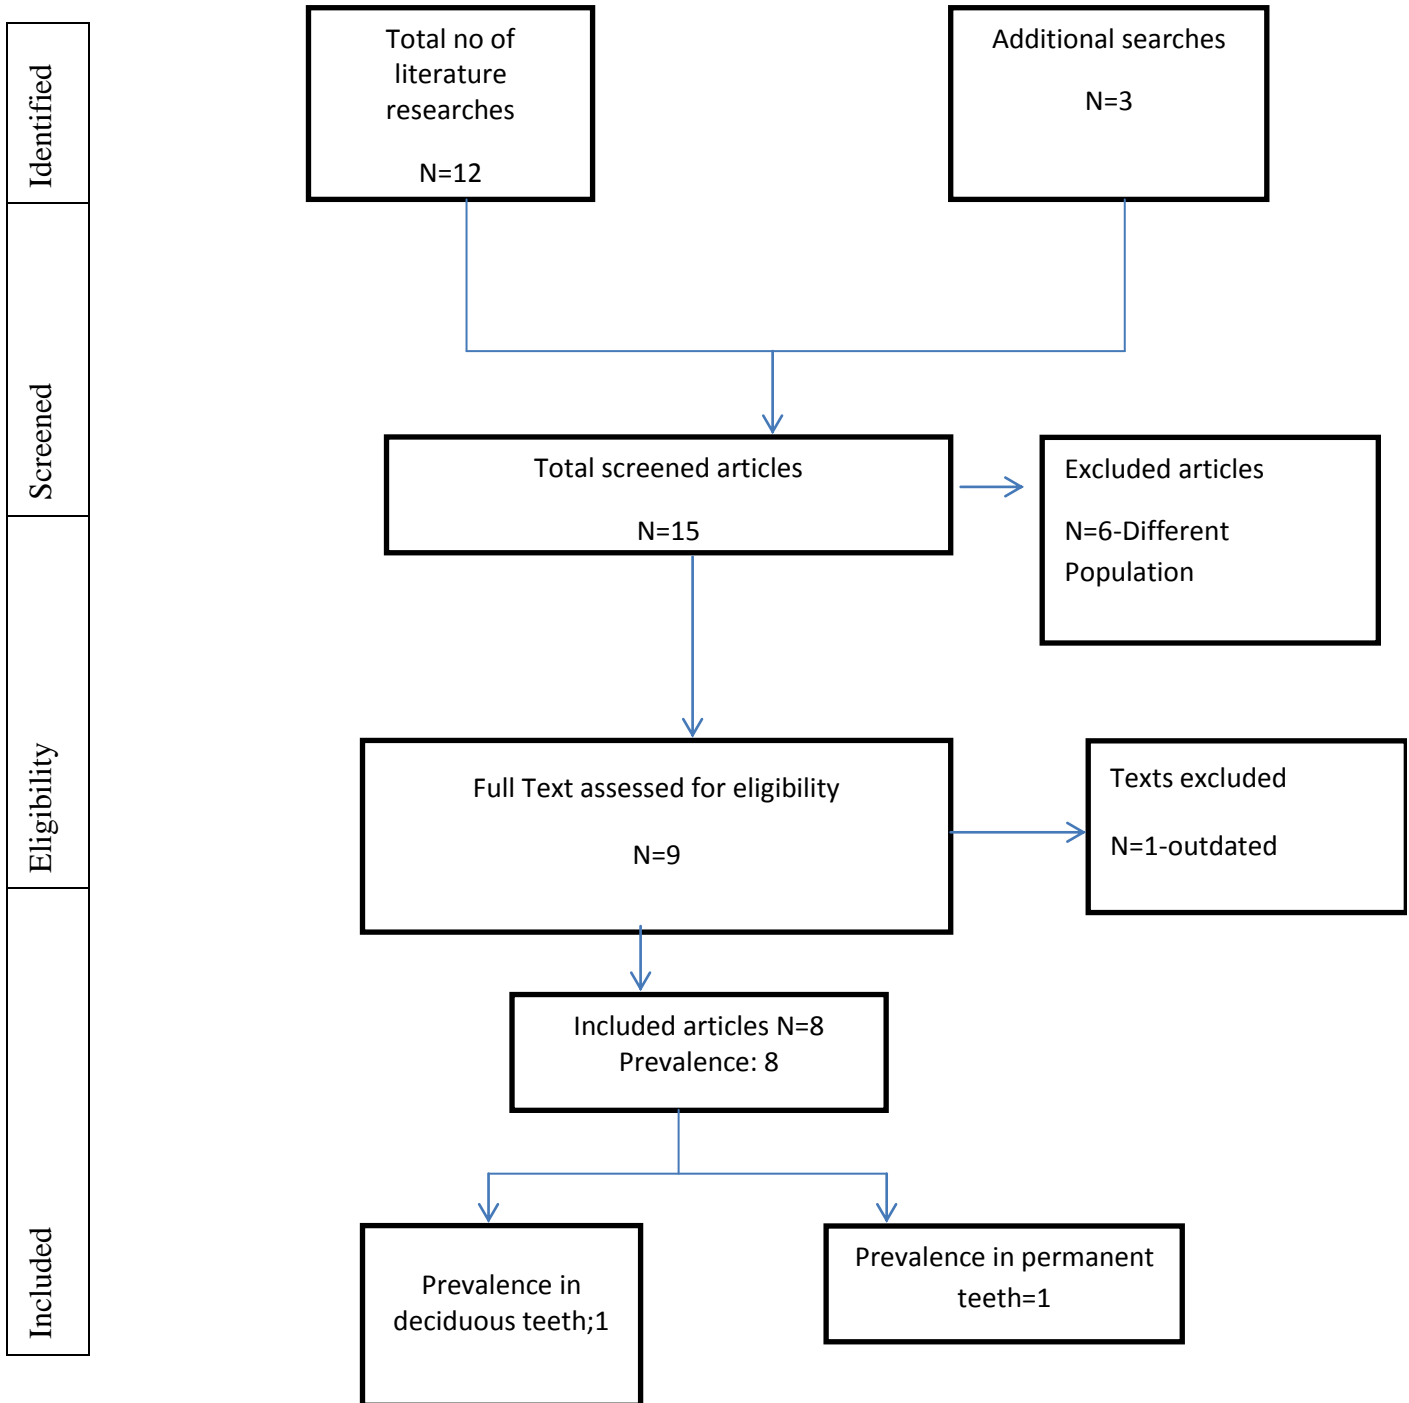 Identified
Total no of
literature
researches
N=12
Additional searches
N=3
Screened
Total screened articles
N=15
Excluded articles
N=6-Different
Population
Eligibility
Full Text assessed for eligibility
N=9
Texts excluded
N=1-outdated
Included
Included articles N=8
Prevalence: 8
Prevalence in
deciduous teeth;1
Prevalence in permanent
teeth=1